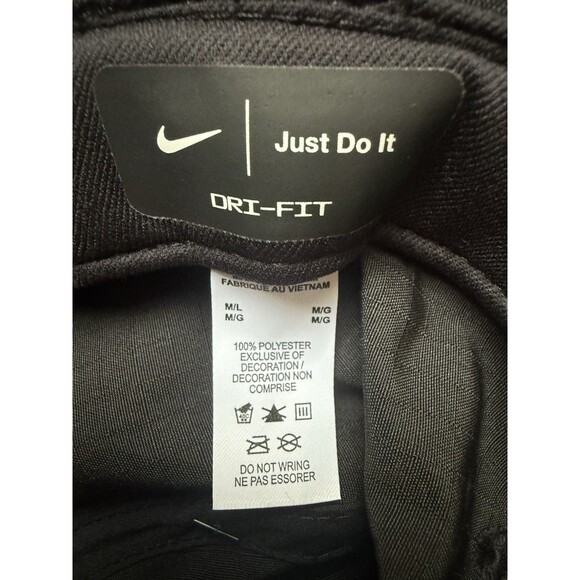 Just Do It
DRI-FIT
FABRIQUE AU VIETNAM
M/L M/G
M/G M/G
100% POLYESTER
EXCLUSIVE OF
DECORATION /
DECORATION NON
COMPRISE
DO NOT WRING
NE PAS ESSORER